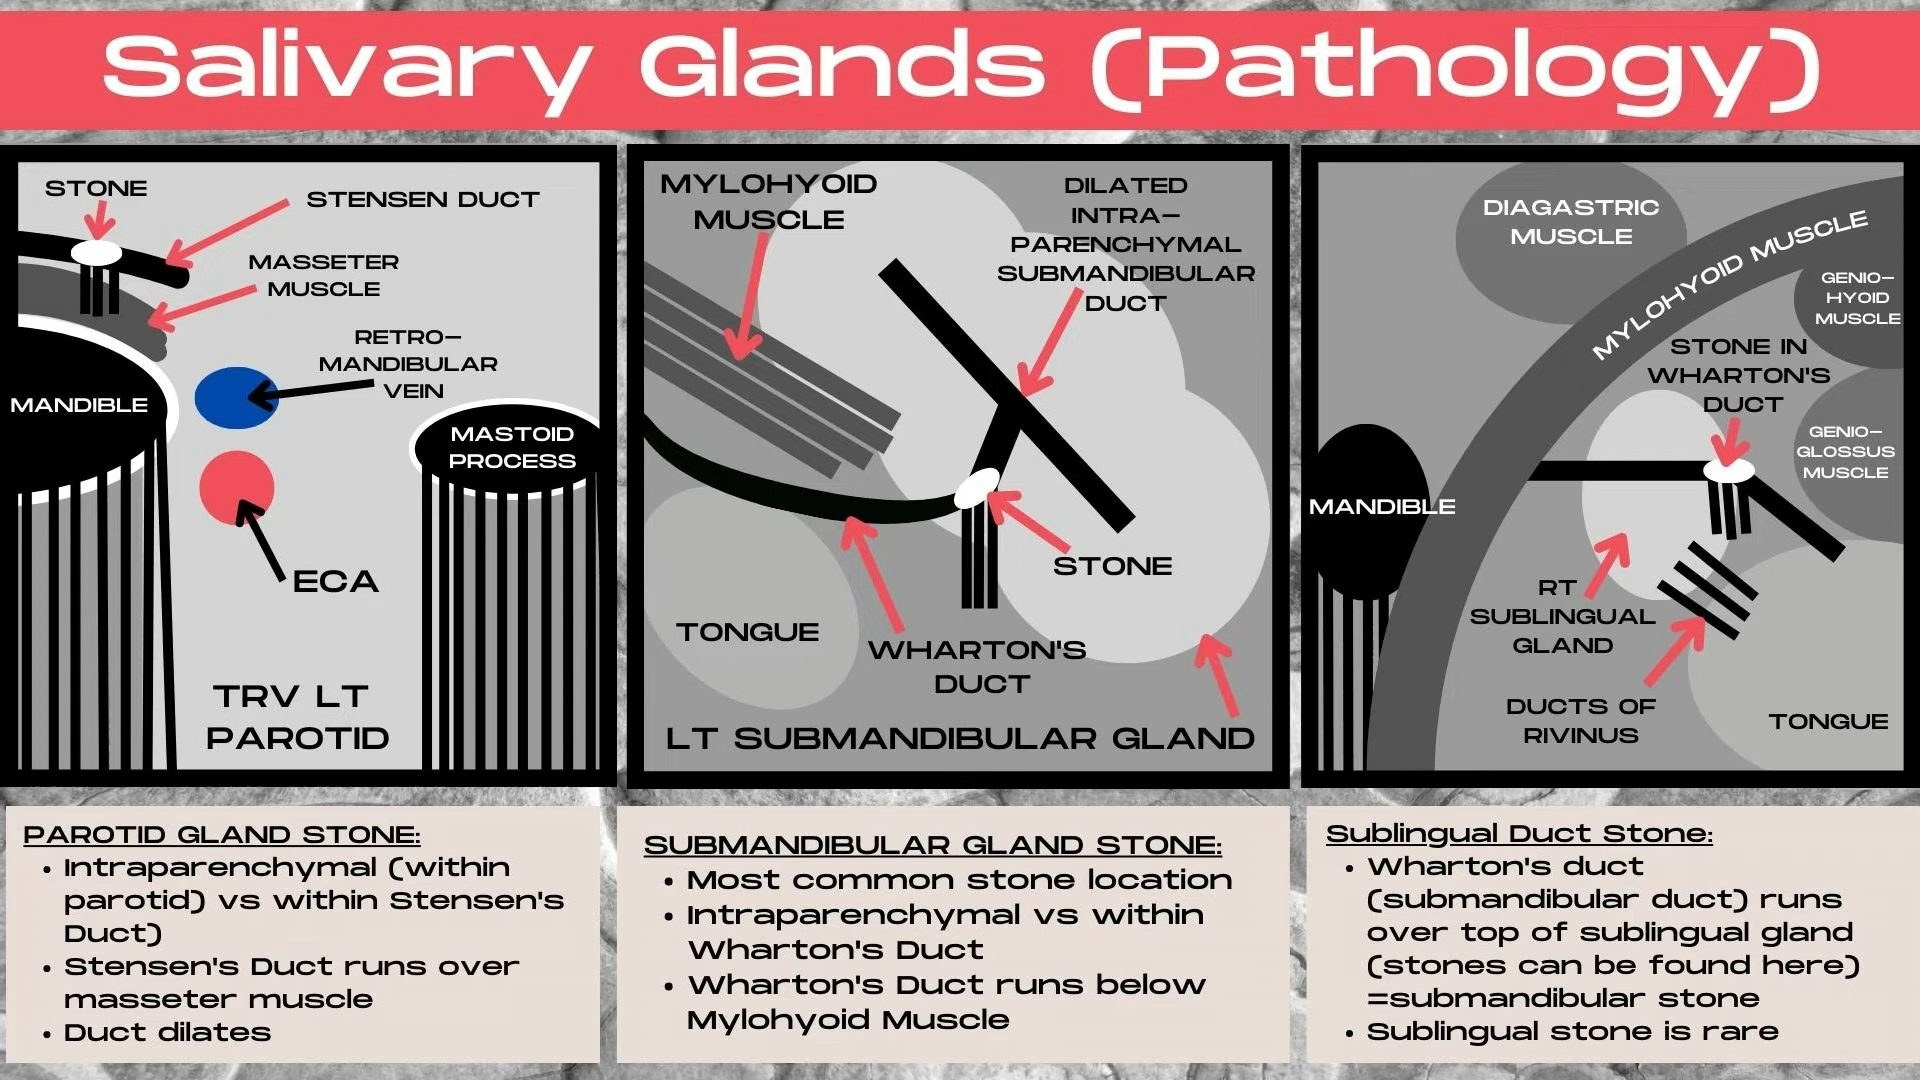 Salivary Glands (Pathology)
STONE
STENSEN DUCT
MASSETER
MUSCLE
RETRO-
MANDIBULAR
VEIN
MANDIBLE
MASTOID
PROCESS
ECA
TRV LT
PAROTID
MYLOHYOID
MUSCLE
DILATED
INTRA-
PARENCHYMAL
SUBMANDIBULAR
DUCT
STONE
TONGUE
WHARTON'S
DUCT
LT SUBMANDIBULAR GLAND
DIAGASTRIC
MUSCLE
MYLOHYOID MUSCLE
GENIO-
HYOID
MUSCLE
STONE IN
WHARTON'S
DUCT
GENIO-
GLOSSUS
MUSCLE
MANDIBLE
RT
SUBLINGUAL
GLAND
DUCTS OF
RIVINUS
TONGUE
PAROTID GLAND STONE:
• Intraparenchymal (within
parotid) vs within Stensen's
Duct)
• Stensen's Duct runs over
masseter muscle
• Duct dilates
SUBMANDIBULAR GLAND STONE:
• Most common stone location
• Intraparenchymal vs within
Wharton's Duct
• Wharton's Duct runs below
Mylohyoid Muscle
Sublingual Duct Stone:
• Wharton's duct
(submandibular duct) runs
over top of sublingual gland
(stones can be found here)
=submandibular stone
• Sublingual stone is rare